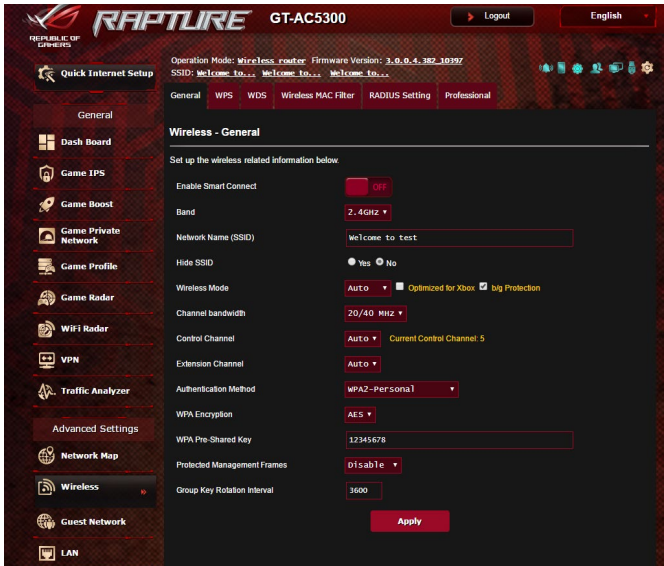 REPUBLIC OF
GAMERS
RAPTURE GT-AC5300 Logout English
Operation Mode: Wireless router Firmware Version: 3.0.0.4.382_10397
SSID: Welcome to... Welcome to... Welcome to...
Quick Internet Setup
General WPS WDS Wireless MAC Filter RADIUS Setting Professional
General
Dash Board
Game IPS
Game Boost
Game Private
Network
Game Profile
Game Radar
WiFi Radar
VPN
Traffic Analyzer
Advanced Settings
Network Map
Wireless
Guest Network
LAN
Wireless - General
Set up the wireless related information below.
Enable Smart Connect OFF
Band 2.4GHz
Network Name (SSID) Welcome to test
Hide SSID Yes No
Wireless Mode Auto Optimized for Xbox b/g Protection
Channel bandwidth 20/40 MHz
Control Channel Auto Current Control Channel: 5
Extension Channel Auto
Authentication Method WPA2-Personal
WPA Encryption AES
WPA Pre-Shared Key 12345678
Protected Management Frames Disable
Group Key Rotation Interval 3600
Apply